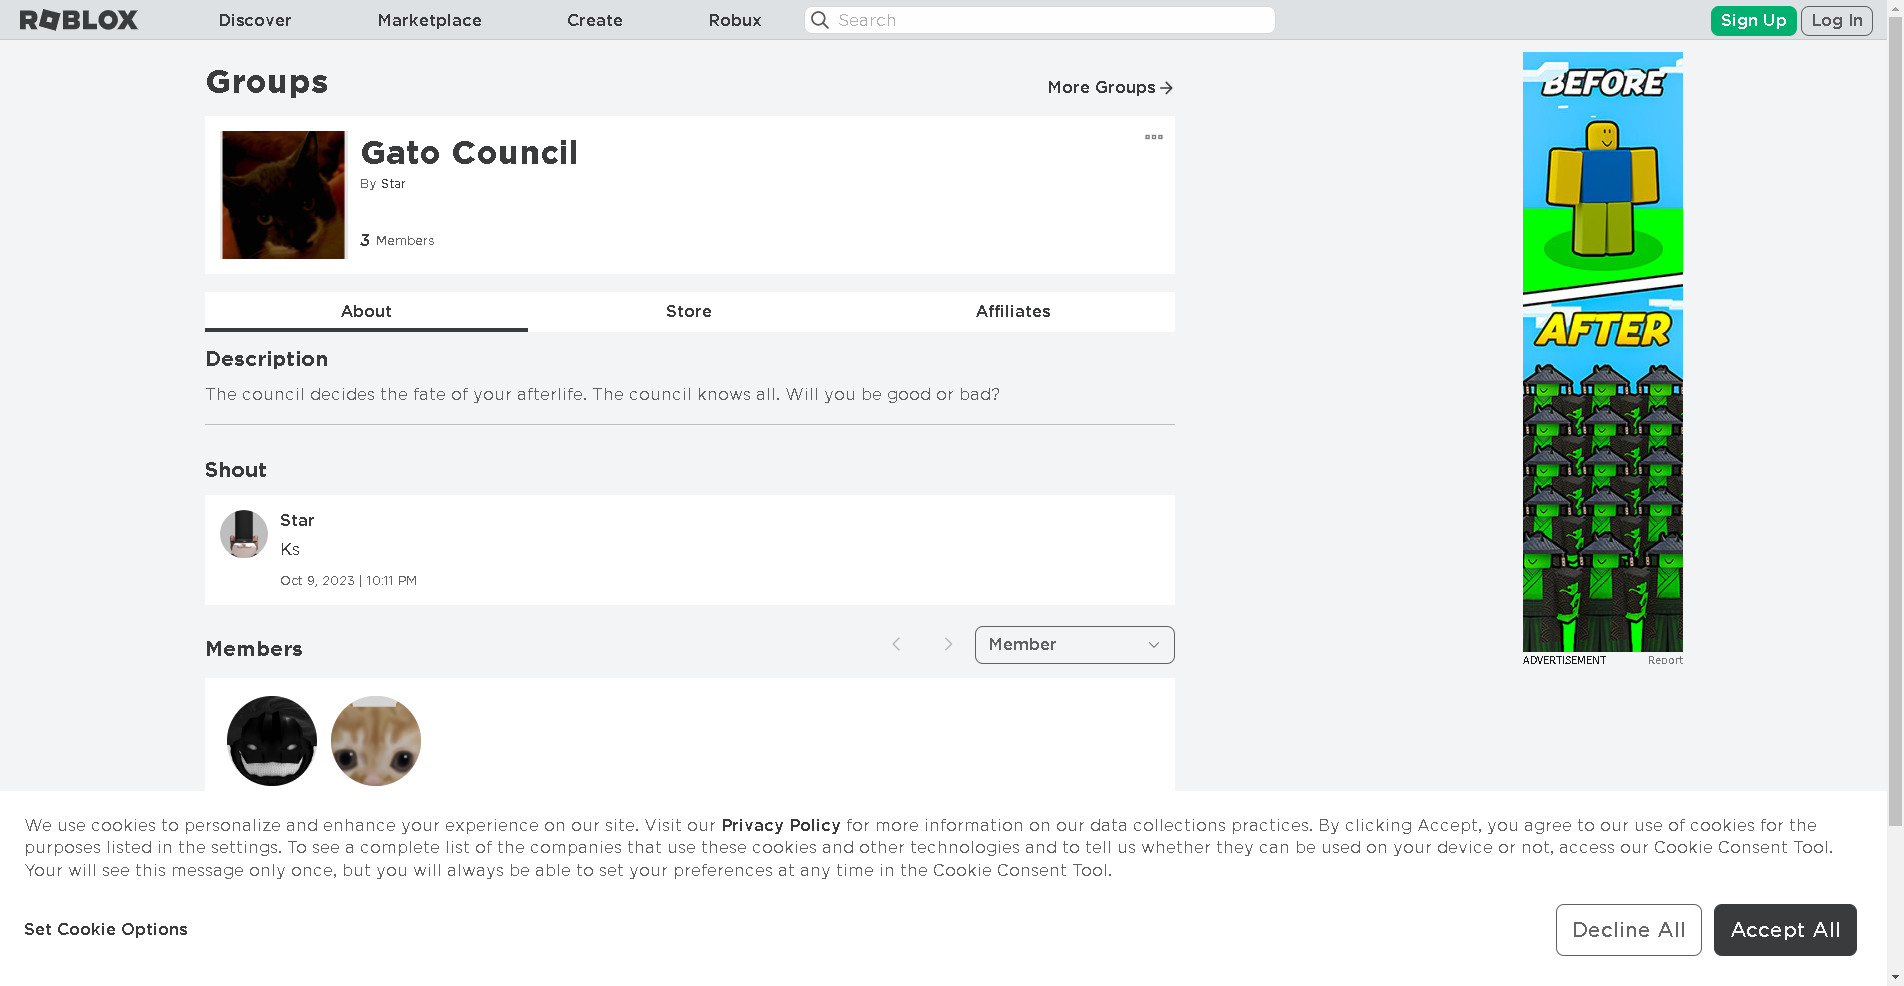 ROBLOX
Discover
Marketplace
Create
Robux
Search
Sign Up
Log In
Groups
More Groups
Gato Council
By Star
3 Members
About
Store
Affiliates
Description
The council decides the fate of your afterlife. The council knows all. Will you be good or bad?
Shout
Star
Ks
Oct 9, 2023 | 10:11 PM
Members
Member
BEFORE
AFTER
ADVERTISEMENT
Report
We use cookies to personalize and enhance your experience on our site. Visit our Privacy Policy for more information on our data collections practices. By clicking Accept, you agree to our use of cookies for the
purposes listed in the settings. To see a complete list of the companies that use these cookies and other technologies and to tell us whether they can be used on your device or not, access our Cookie Consent Tool.
Your will see this message only once, but you will always be able to set your preferences at any time in the Cookie Consent Tool.
Set Cookie Options
Decline All
Accept All